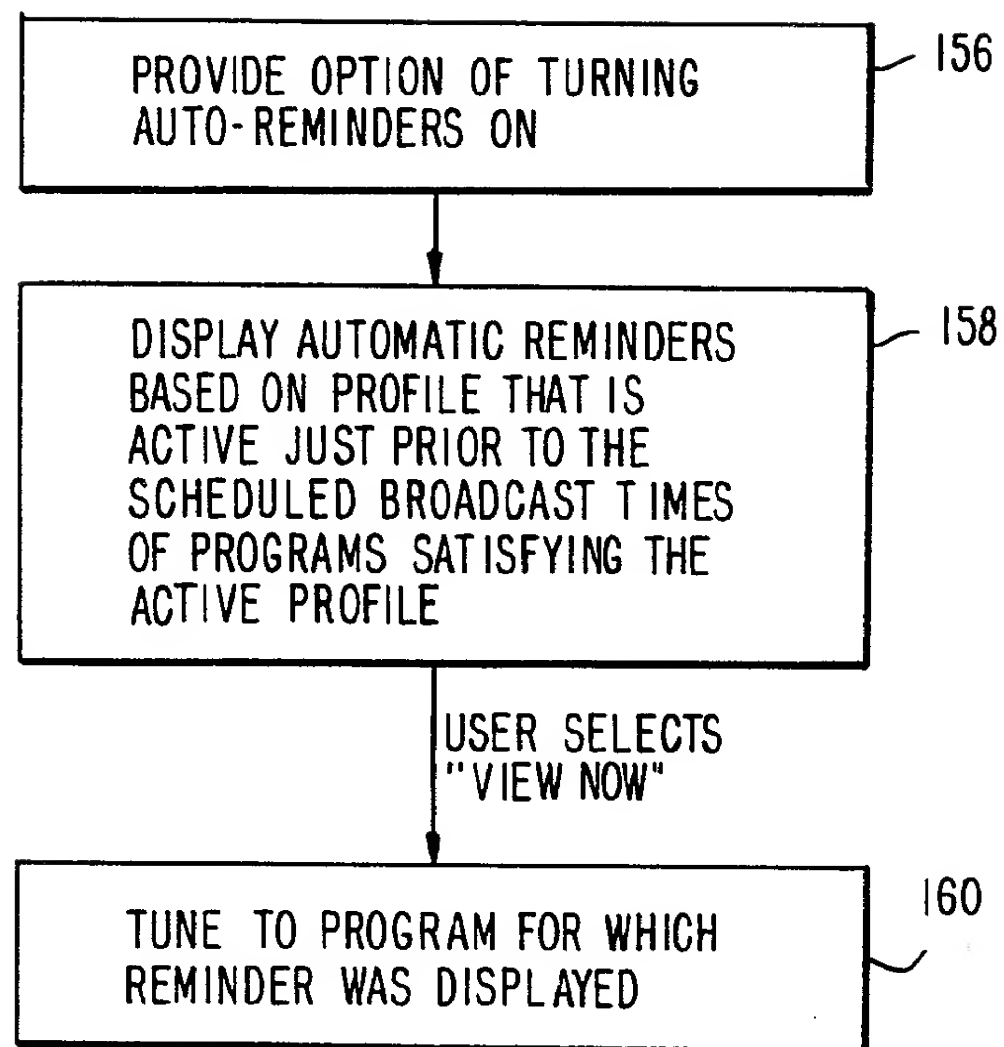 PROVIDE OPTION OF TURNING
AUTO-REMINDERS ON
156
DISPLAY AUTOMATIC REMINDERS
BASED ON PROFILE THAT IS
ACTIVE JUST PRIOR TO THE
SCHEDULED BROADCAST TIMES
OF PROGRAMS SATISFYING THE
ACTIVE PROFILE
158
USER SELECTS
"VIEW NOW"
TUNE TO PROGRAM FOR WHICH
REMINDER WAS DISPLAYED
160